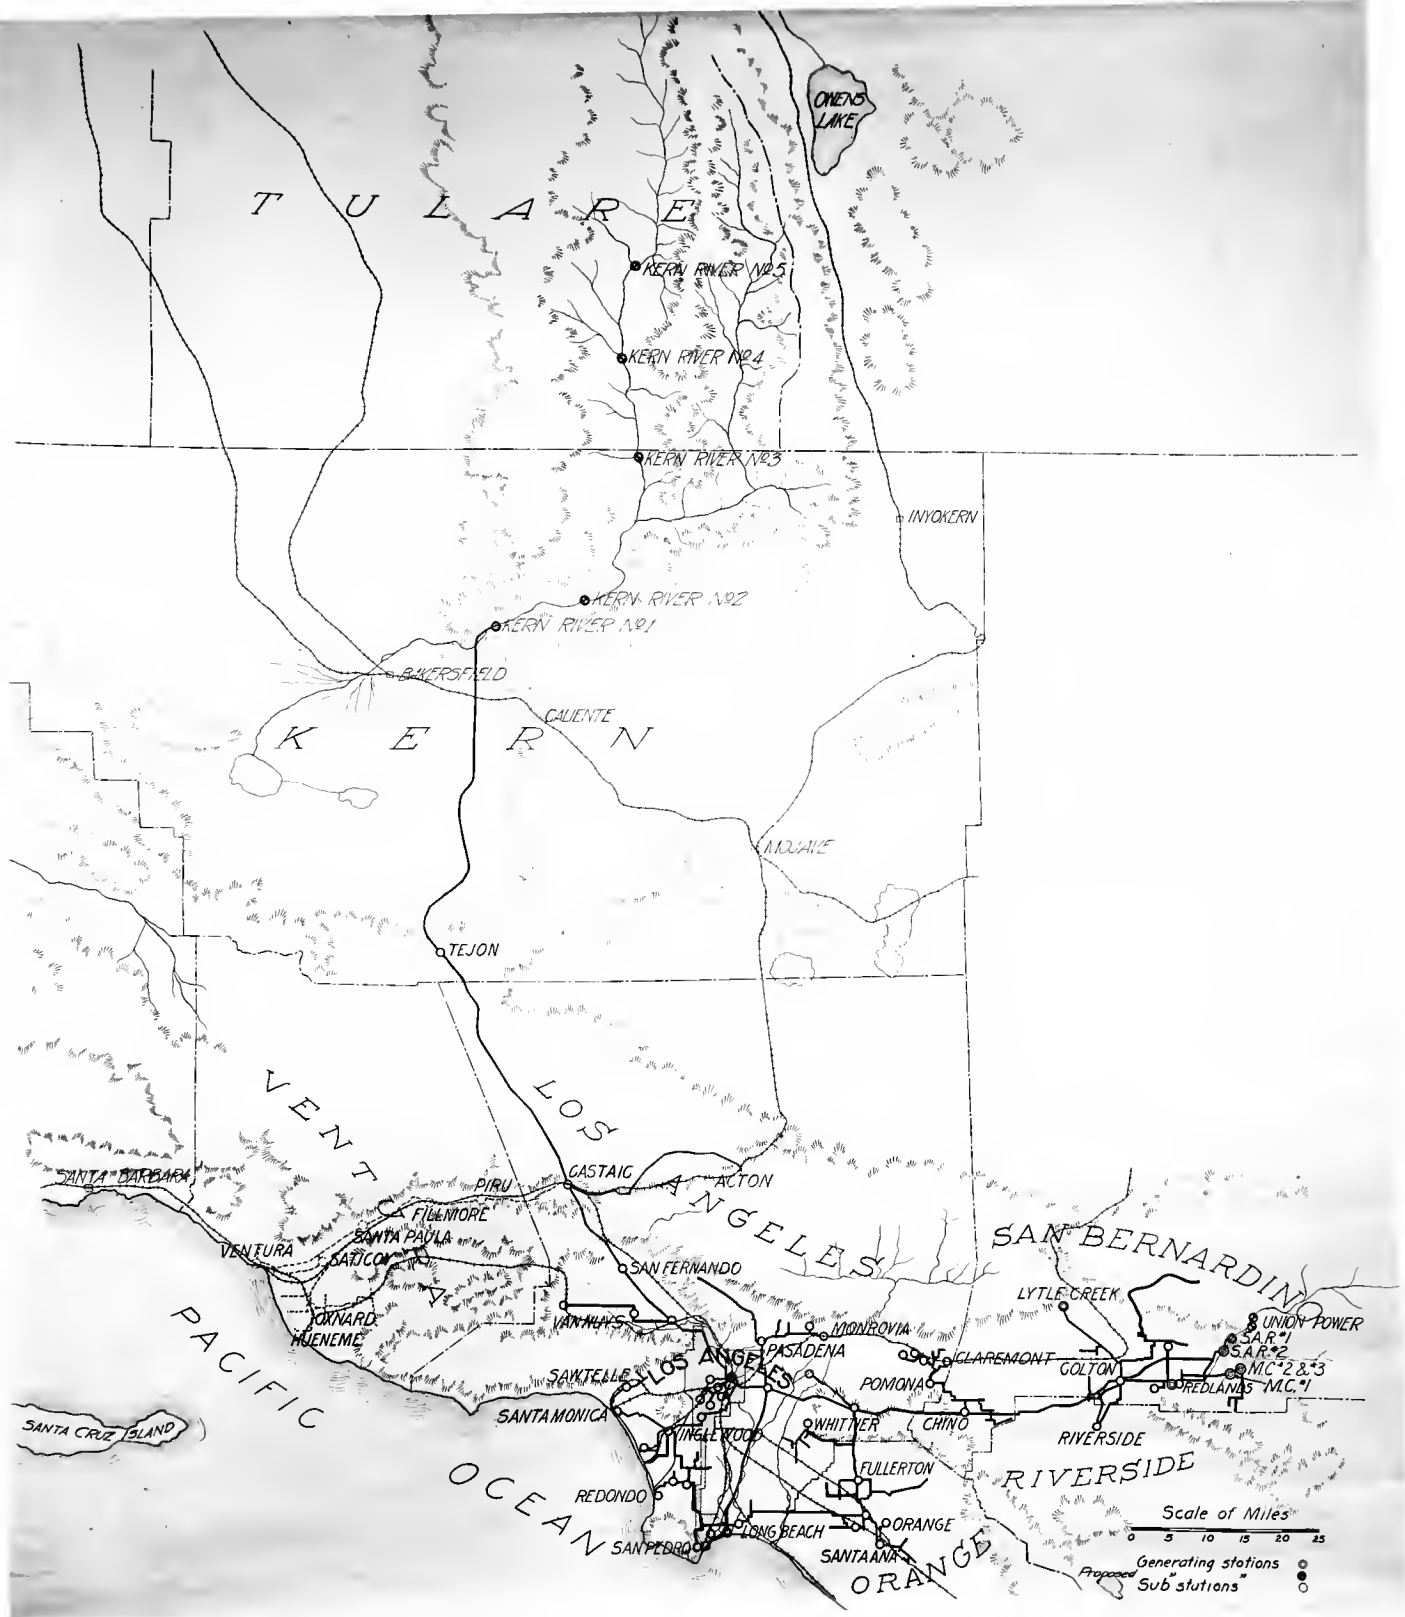 OWENS
LAKE
TULARE
KERN RIVER Nº5
KERN RIVER Nº4
KERN RIVER Nº3
INYOKERN
KERN RIVER Nº2
KERN RIVER Nº1
BAKERSFIELD
CALIENTE
KERN
MOJAVE
TEJON
VENTURA
LOS ANGELES
SANTA BARBARA
PIRU
CASTAIC
ACTON
FILLMORE
SANTA PAULA
SATICOY
VENTURA
SAN FERNANDO
SAN BERNARDINO
LYTLE CREEK
OXNARD
HUENEME
VAN NUYS
MONROVIA
PASADENA
UNION POWER
S.A.R.#1
S.A.R.#2
M.C.#2 & #3
M.C.#1
REDLANDS
COLTON
CLAREMONT
POMONA
LOS ANGELES
SAWTELLE
SANTA MONICA
PACIFIC OCEAN
SANTA CRUZ ISLAND
INGLEWOOD
WHITTIER
CHINO
RIVERSIDE
FULLERTON
RIVERSIDE
REDONDO
LONG BEACH
ORANGE
SAN PEDRO
SANTA ANA
ORANGE
Scale of Miles
0 5 10 15 20 25
Generating stations
Proposed " "
Sub stations